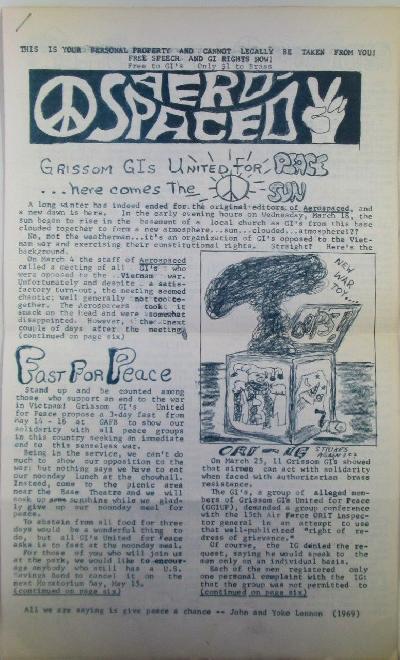 THIS IS YOUR PERSONAL PROPERTY AND CANNOT LEGALLY BE TAKEN FROM YOU!
FREE SPEECH AND GI RIGHTS NOW!
Free to GI's Only $1 to Brass
AERO-
SPACED
GRISSOM GIS UNITED FOR PEACE
...here comes The SUN
A long winter has indeed ended for the original editors of Aerospaced, and
a new dawn is here. In the early evening hours on Wednesday, March 18, the
sun began to rise in the basement of a local church as GI's from this base
clouded together to form a new atmosphere...sun...clouded...atmosphere!??
No, not the weatherman..it's an organization of GI's opposed to the Viet-
nam war and exercising their constitutional rights. Straight! Here's the
background.
On March 4 the staff of Aerospaced
called a meeting of all GI's who
were opposed to the Vietnam war.
Unfortunately and despite a satis-
factory turn-out, the meeting seemed
chaotic; well generally not too to-
gether. The Aerospacers took it
smack on the head and were somewhat
disappointed. However, the next
couple of days after the meeting
(continued on page six)
NEW WAR TOY...
OOPS!
FAST FOR PEACE
Stand up and be counted among
those who support an end to the war
in Vietnam! Grissom GI's United
for Peace propose a 3-day fast from
May 14 - 16 at GAFB to show our
solidarity with all peace groups
in this country seeking an immediate
end to this senseless war.
Being in the service, we can't do
much to show our opposition to the
war; but nothing says we have to eat
our noonday lunch at the chowhall.
Instead, come to the picnic area
near the Base Theatre and we will
soak up some sunshine while we glad-
ly give up our noonday meal for
peace.
To abstain from all food for three
days would be a wonderful thing to
do, but all GI's United for Peace
asks is to fast at the noonday meal.
For those of you who will join us
at the park, we would like to encour-
age anybody who still has a U.S.
Savings Bond to cancel it on the
next Moratorium Day, May 15.
(continued on page six)
ORI - IG STRIKES AGAIN
On March 25, 11 Grissom GI's showed
that airmen can act with solidarity
when faced with authoritarian brass
resistance.
The GI's, a group of alleged mem-
bers of Grissom GI's United for Peace
(GGIUF), demanded a group conference
with the 15th Air Force ORIT inspec-
tor general in an attempt to use
that well-publicized "right of re-
dress of grievance."
Of course, the IG denied the re-
quest, saying he would speak to the
men only on an individual basis.
Each of the men registered only
one personal complaint with the IG:
that the group was not permitted to
(continued on page six)
All we are saying is give peace a chance -- John and Yoko Lennon (1969)